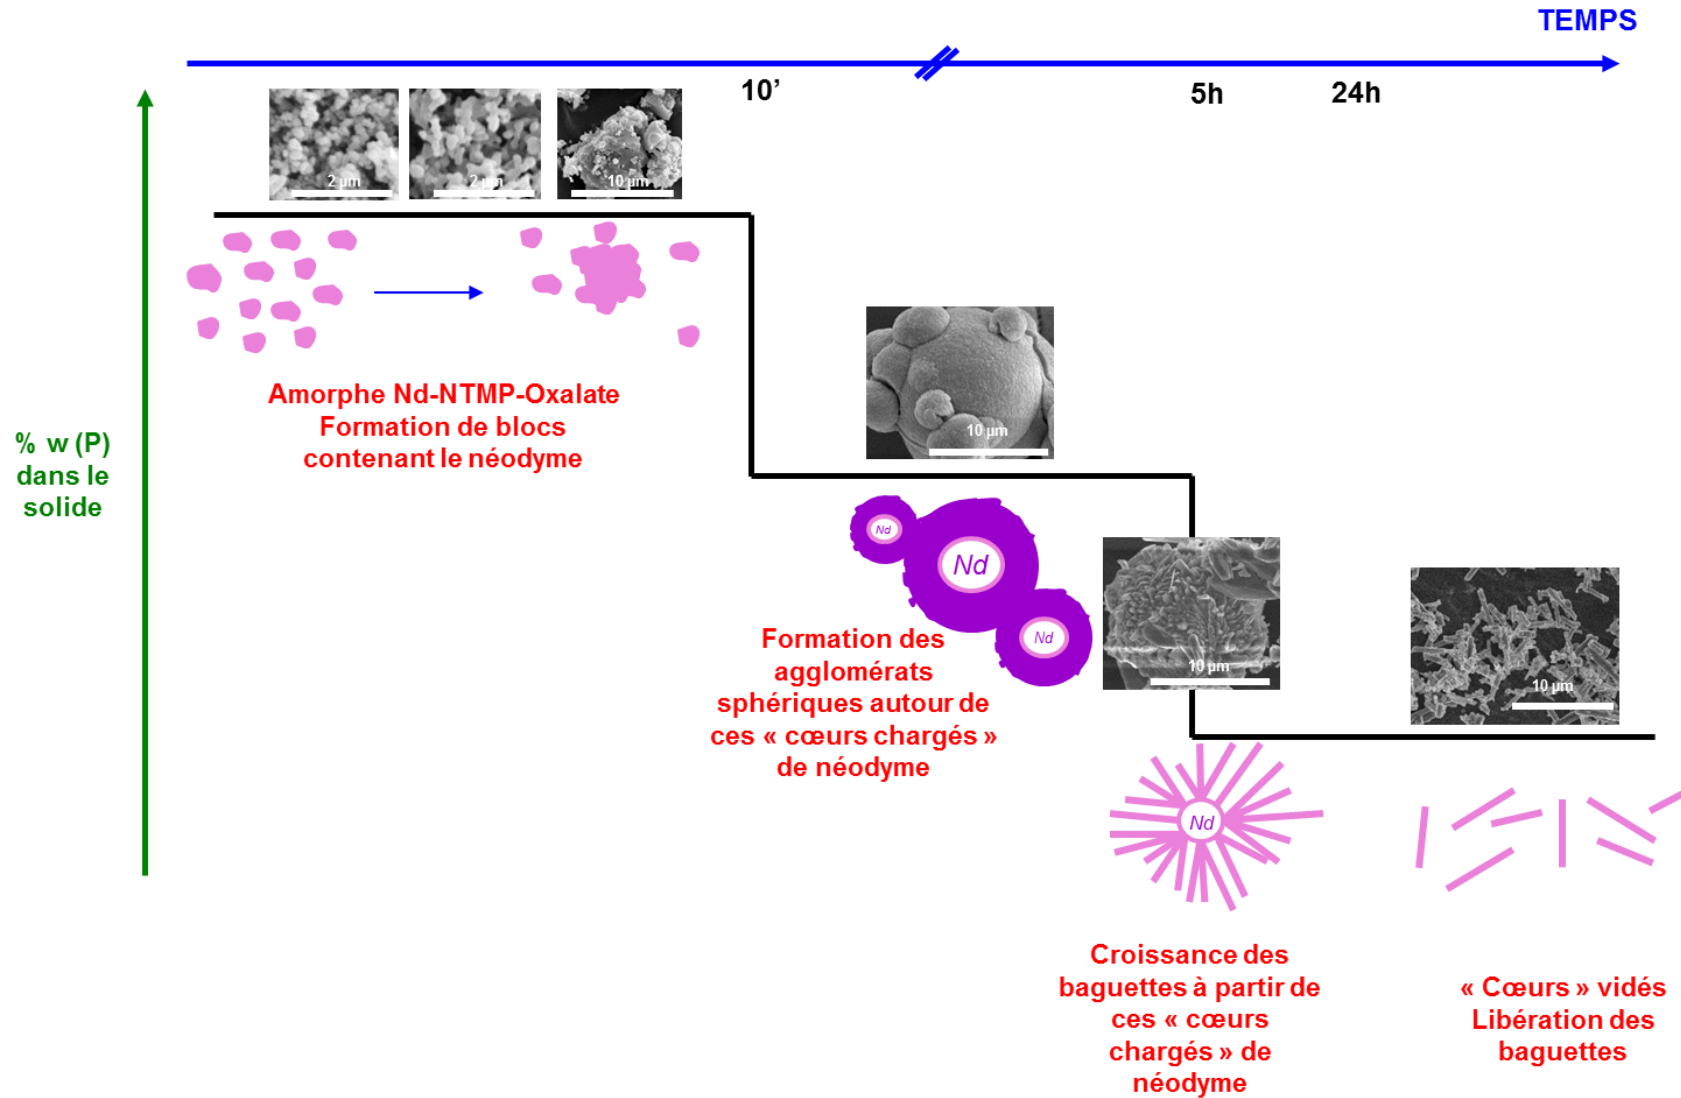 TEMPS
10’
5h
24h
2 µm
2 µm
10 µm
Amorphe Nd-NTMP-Oxalate
Formation de blocs
contenant le néodyme
% w (P)
dans le
solide
10 µm
Nd
Nd
Nd
Formation des
agglomérats
sphériques autour de
ces « cœurs chargés »
de néodyme
10 µm
10 µm
Nd
Croissance des
baguettes à partir de
ces « cœurs
chargés » de
néodyme
« Cœurs » vidés
Libération des
baguettes